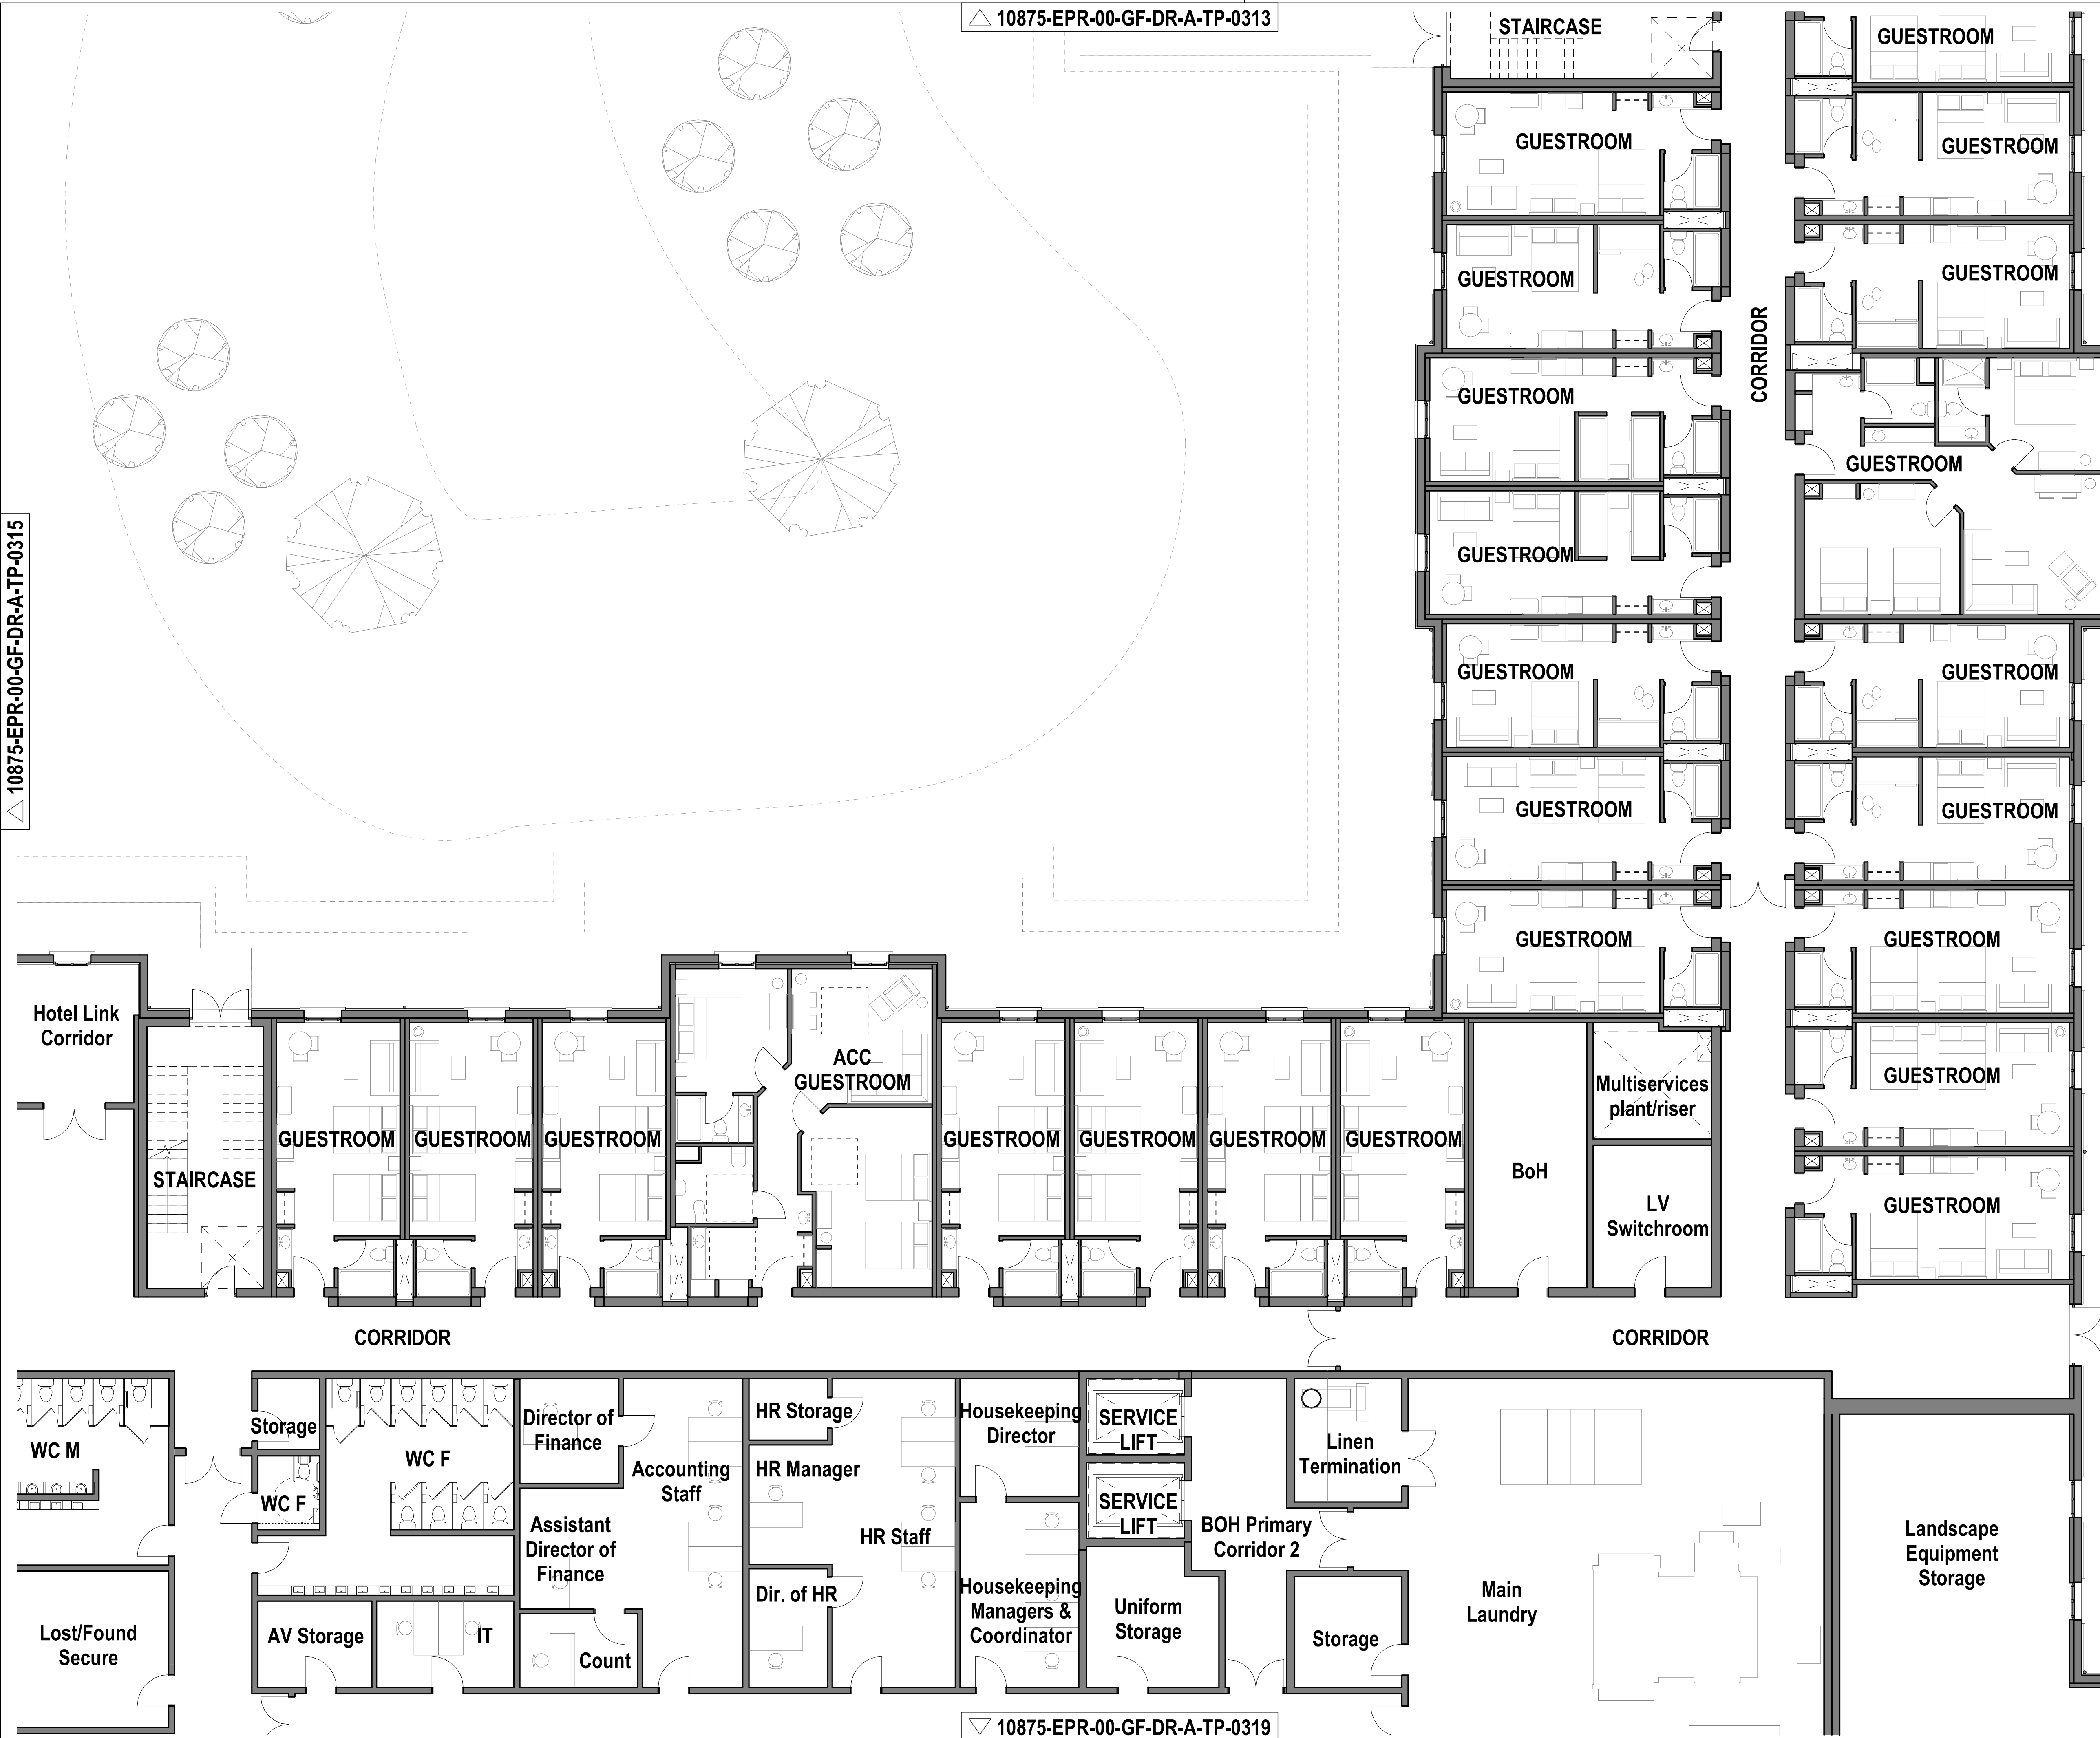 △ 10875-EPR-00-GF-DR-A-TP-0313
STAIRCASE
GUESTROOM
GUESTROOM
GUESTROOM
GUESTROOM
GUESTROOM
CORRIDOR
GUESTROOM
GUESTROOM
GUESTROOM
△ 10875-EPR-00-GF-DR-A-TP-0315
GUESTROOM
GUESTROOM
GUESTROOM
GUESTROOM
GUESTROOM
GUESTROOM
Hotel Link
Corridor
ACC
GUESTROOM
Multiservices
plant/riser
GUESTROOM
STAIRCASE
GUESTROOM
GUESTROOM
GUESTROOM
GUESTROOM
GUESTROOM
GUESTROOM
GUESTROOM
BoH
LV
Switchroom
GUESTROOM
CORRIDOR
CORRIDOR
WC M
Storage
WC F
WC F
Director of
Finance
Accounting
Staff
HR Storage
HR Manager
HR Staff
Housekeeping
Director
SERVICE
LIFT
SERVICE
LIFT
Linen
Termination
Assistant
Director of
Finance
Dir. of HR
BOH Primary
Corridor 2
Landscape
Equipment
Storage
Lost/Found
Secure
AV Storage
IT
Count
Housekeeping
Managers &
Coordinator
Uniform
Storage
Storage
Main
Laundry
▽ 10875-EPR-00-GF-DR-A-TP-0319